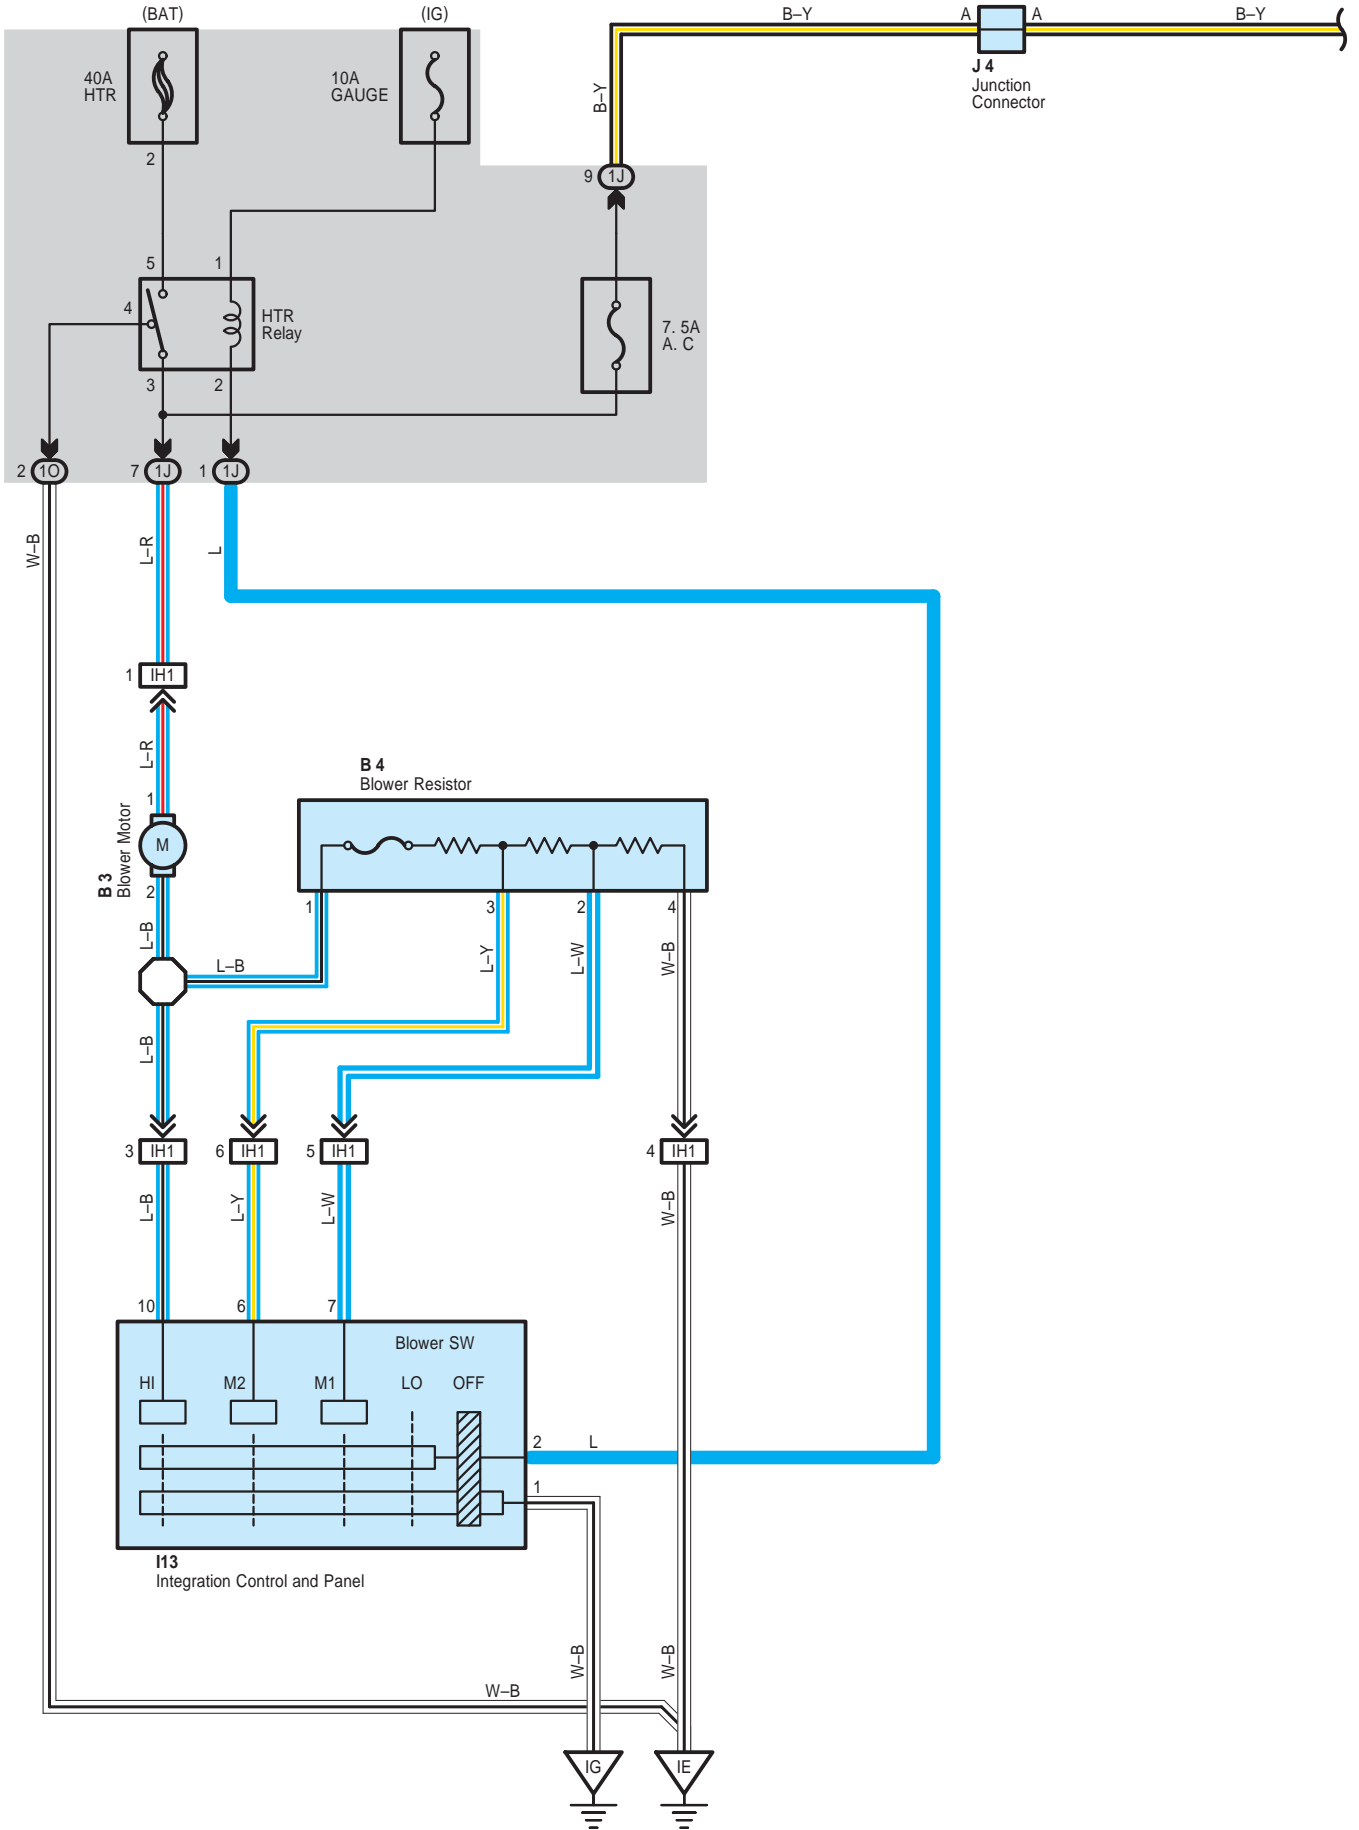 (BAT)
(IG)
B–Y
A
A
B–Y
40A
HTR
10A
GAUGE
J 4
Junction
Connector
B–Y
2
9
1J
5
1
4
HTR
Relay
7. 5A
A. C
3
2
2
1O
7
1J
1
1J
W–B
L–R
L
1
IH1
L–R
B 4
Blower Resistor
1
B 3
Blower Motor
M
2
1
3
2
4
L–B
L–B
L–Y
L–W
W–B
L–B
3
IH1
6
IH1
5
IH1
4
IH1
L–B
L–Y
L–W
W–B
10
6
7
Blower SW
HI
M2
M1
LO
OFF
2
L
1
I13
Integration Control and Panel
W–B
W–B
W–B
IG
IE